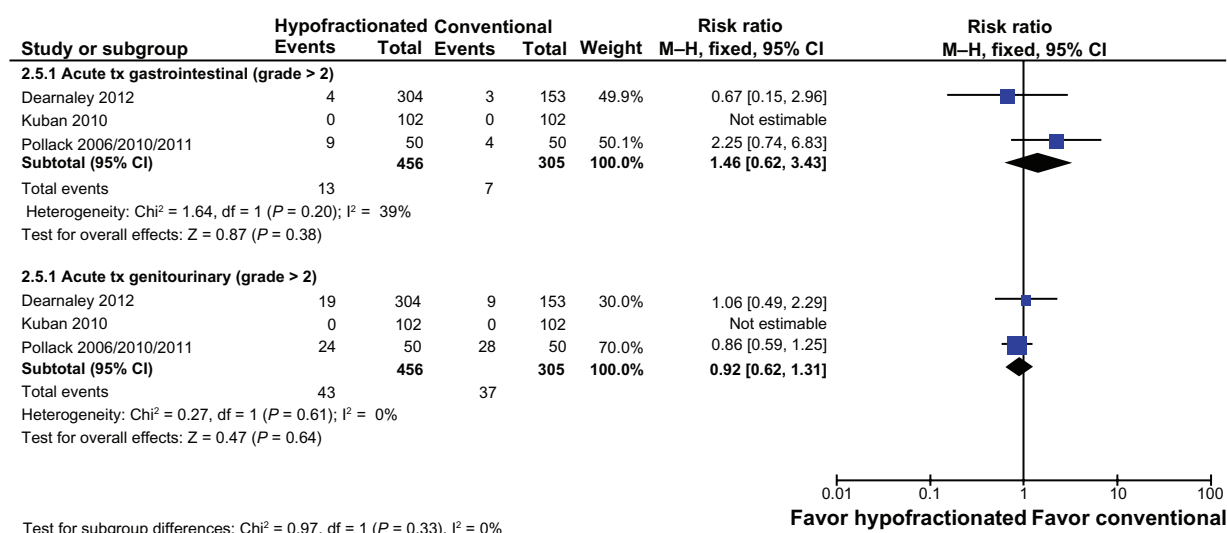 Hypofractionated Conventional Risk ratio Risk ratio
Study or subgroup Events Total Events Total Weight M–H, fixed, 95% CI M–H, fixed, 95% CI
2.5.1 Acute tx gastrointestinal (grade > 2)
Dearnaley 2012 4 304 3 153 49.9% 0.67 [0.15, 2.96]
Kuban 2010 0 102 0 102 Not estimable
Pollack 2006/2010/2011 9 50 4 50 50.1% 2.25 [0.74, 6.83]
Subtotal (95% CI) 456 305 100.0% 1.46 [0.62, 3.43]
Total events 13 7
Heterogeneity: Chi² = 1.64, df = 1 (P = 0.20); I² = 39%
Test for overall effects: Z = 0.87 (P = 0.38)
2.5.1 Acute tx genitourinary (grade > 2)
Dearnaley 2012 19 304 9 153 30.0% 1.06 [0.49, 2.29]
Kuban 2010 0 102 0 102 Not estimable
Pollack 2006/2010/2011 24 50 28 50 70.0% 0.86 [0.59, 1.25]
Subtotal (95% CI) 456 305 100.0% 0.92 [0.62, 1.31]
Total events 43 37
Heterogeneity: Chi² = 0.27, df = 1 (P = 0.61); I² = 0%
Test for overall effects: Z = 0.47 (P = 0.64)
0.01 0.1 1 10 100
Favor hypofractionated Favor conventional
Test for subgroup differences: Chi² = 0.97, df = 1 (P = 0.33), I² = 0%